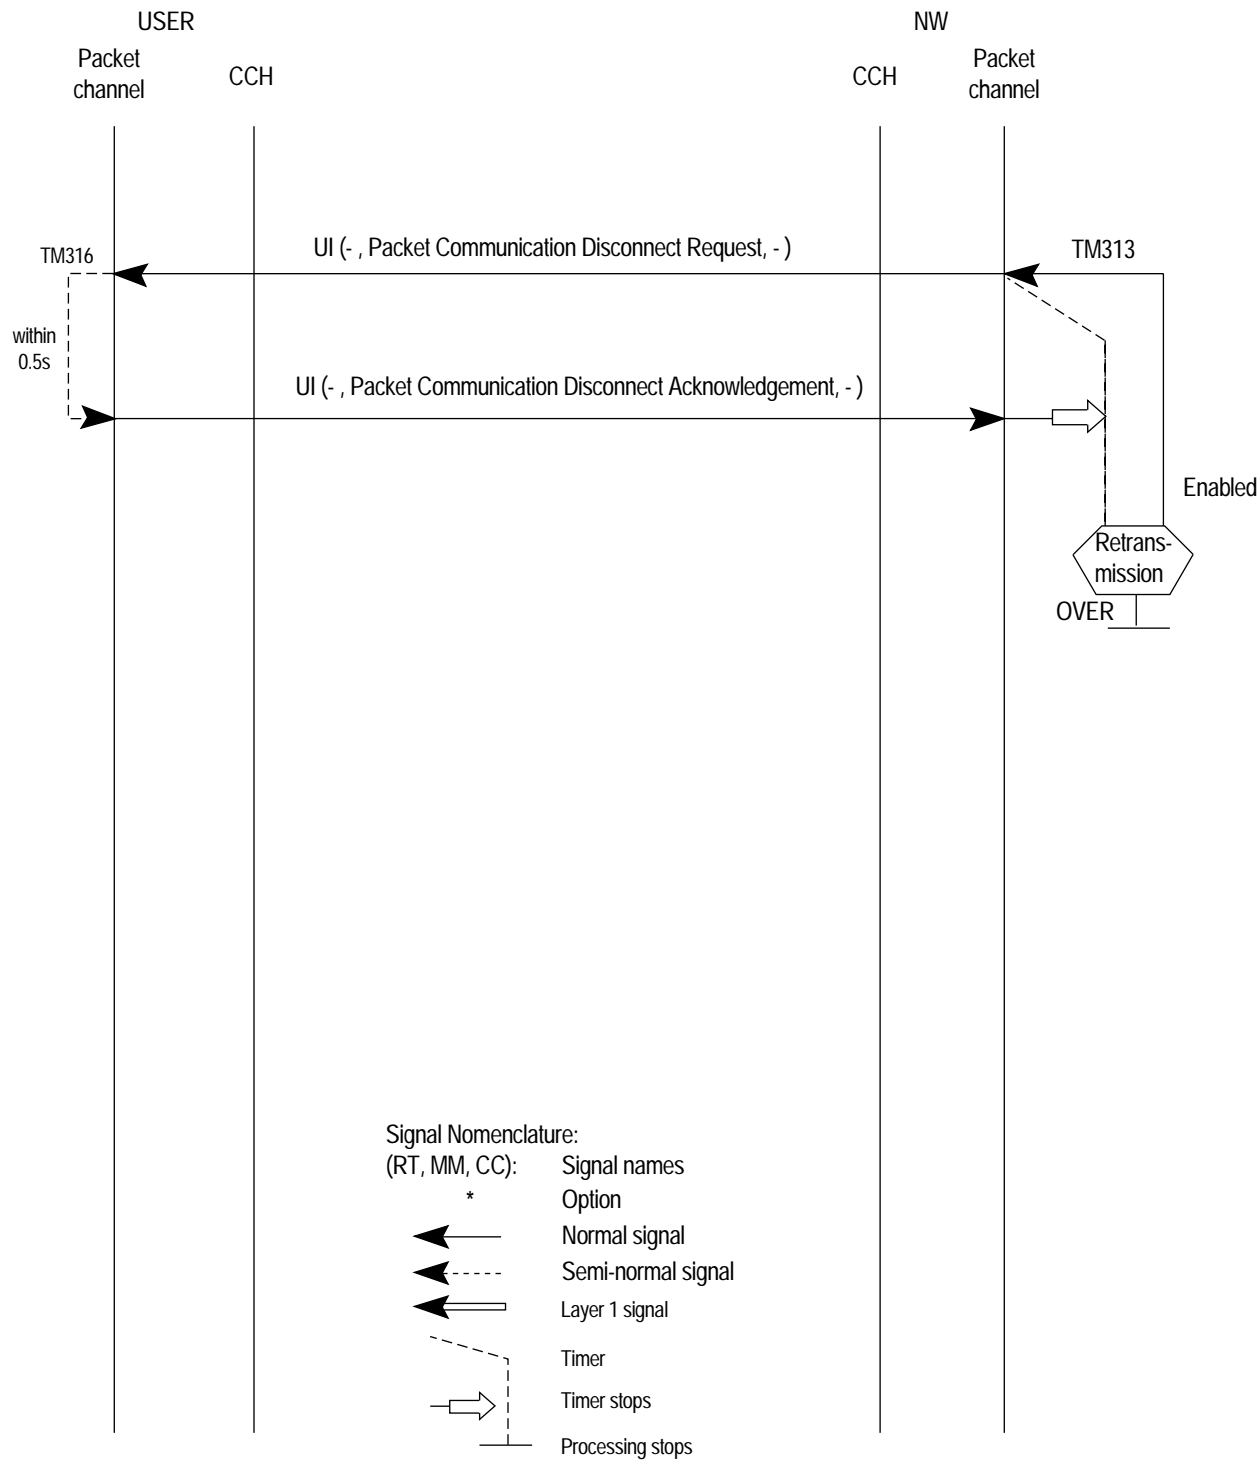 USER
NW
Packet
channel
CCH
CCH
Packet
channel
TM316
UI (- , Packet Communication Disconnect Request, - )
TM313
within
0.5s
UI (- , Packet Communication Disconnect Acknowledgement, - )
Enabled
Retrans-
mission
OVER
Signal Nomenclature:
(RT, MM, CC): Signal names
* Option
Normal signal
Semi-normal signal
Layer 1 signal
Timer
Timer stops
Processing stops